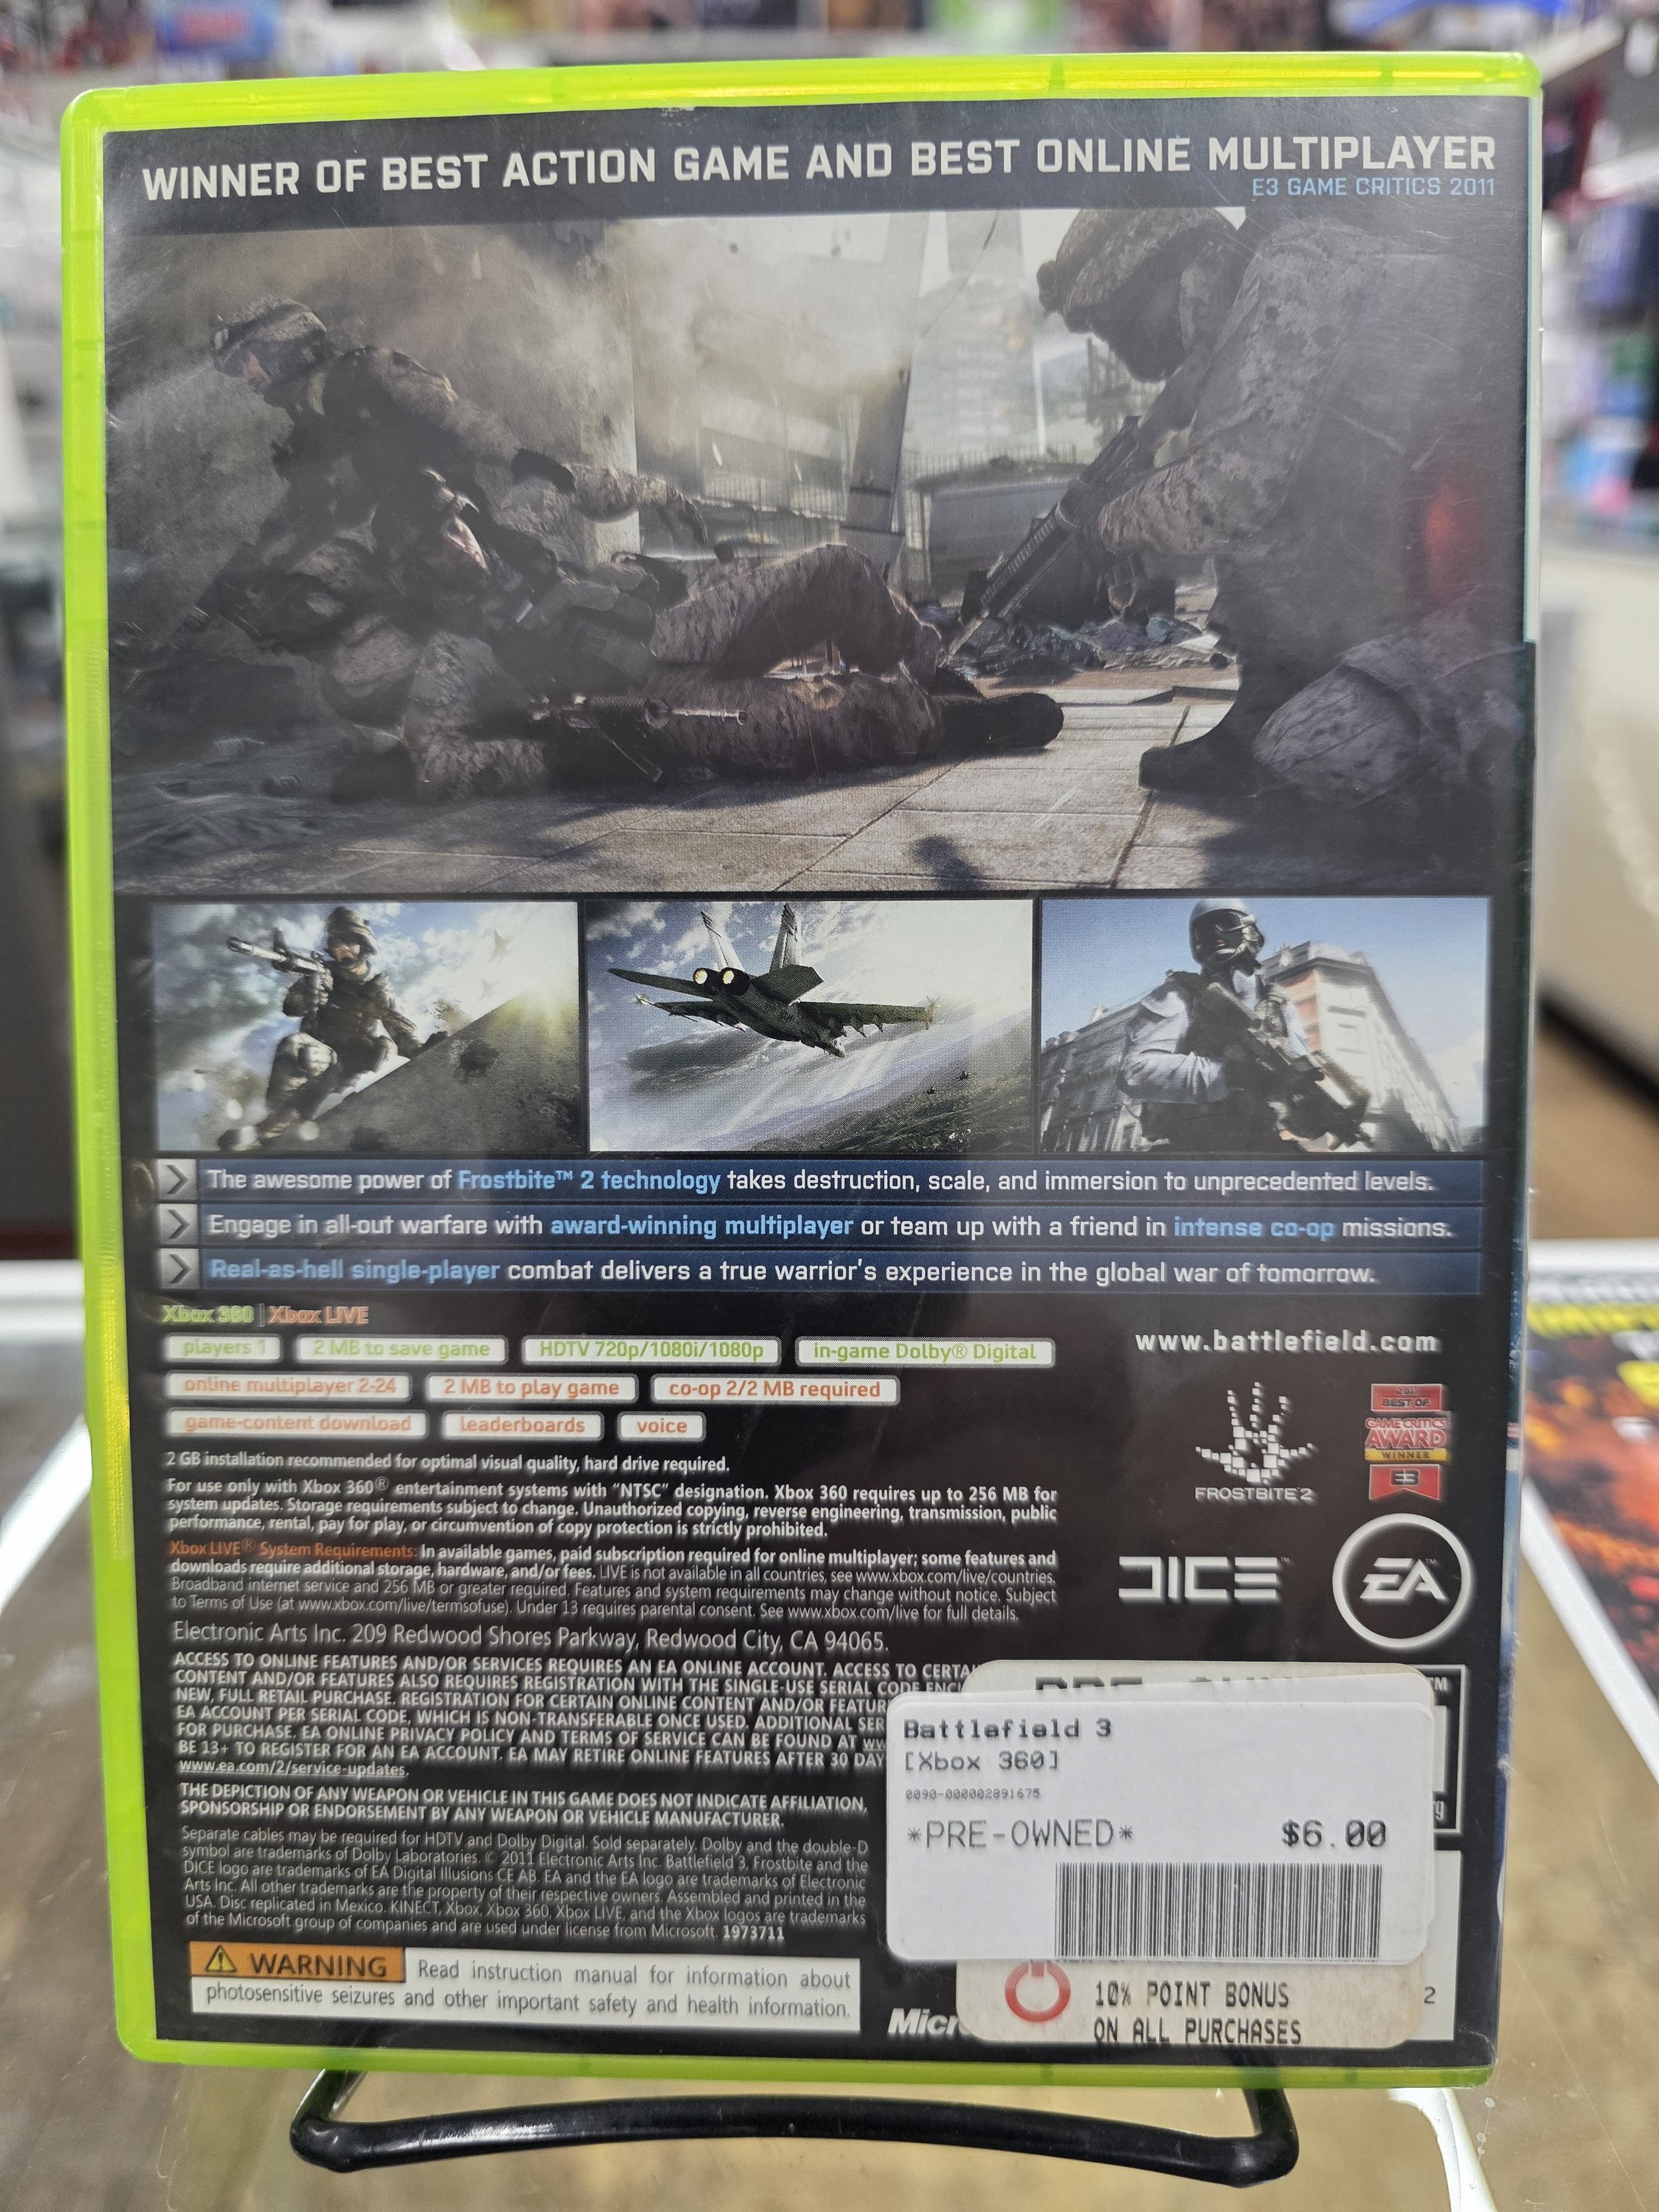 WINNER OF BEST ACTION GAME AND BEST ONLINE MULTIPLAYER
E3 GAME CRITICS 2011
The awesome power of Frostbite™ 2 technology takes destruction, scale, and immersion to unprecedented levels.
Engage in all-out warfare with award-winning multiplayer or team up with a friend in intense co-op missions.
Real-as-hell single-player combat delivers a true warrior's experience in the global war of tomorrow.
Xbox 360 | Xbox LIVE
players 1 2 MB to save game HDTV 720p/1080i/1080p in-game Dolby® Digital
online multiplayer 2-24 2 MB to play game co-op 2/2 MB required
game-content download leaderboards voice
www.battlefield.com
FROSTBITE 2
2011
BEST OF
GAME CRITICS
AWARD
WINNER
E3
DICE™
EA™
2 GB installation recommended for optimal visual quality, hard drive required.
For use only with Xbox 360® entertainment systems with "NTSC" designation. Xbox 360 requires up to 256 MB for
system updates. Storage requirements subject to change. Unauthorized copying, reverse engineering, transmission, public
performance, rental, pay for play, or circumvention of copy protection is strictly prohibited.
Xbox LIVE® System Requirements: In available games, paid subscription required for online multiplayer; some features and
downloads require additional storage, hardware, and/or fees. LIVE is not available in all countries, see www.xbox.com/live/countries.
Broadband internet service and 256 MB or greater required. Features and system requirements may change without notice. Subject
to Terms of Use (at www.xbox.com/live/termsofuse). Under 13 requires parental consent. See www.xbox.com/live for full details.
Electronic Arts Inc. 209 Redwood Shores Parkway, Redwood City, CA 94065.
ACCESS TO ONLINE FEATURES AND/OR SERVICES REQUIRES AN EA ONLINE ACCOUNT. ACCESS TO CERTA
CONTENT AND/OR FEATURES ALSO REQUIRES REGISTRATION WITH THE SINGLE-USE SERIAL CODE ENCL
NEW, FULL RETAIL PURCHASE. REGISTRATION FOR CERTAIN ONLINE CONTENT AND/OR FEATUR
EA ACCOUNT PER SERIAL CODE, WHICH IS NON-TRANSFERABLE ONCE USED. ADDITIONAL SER
FOR PURCHASE. EA ONLINE PRIVACY POLICY AND TERMS OF SERVICE CAN BE FOUND AT ww
BE 13+ TO REGISTER FOR AN EA ACCOUNT. EA MAY RETIRE ONLINE FEATURES AFTER 30 DAY
www.ea.com/2/service-updates.
THE DEPICTION OF ANY WEAPON OR VEHICLE IN THIS GAME DOES NOT INDICATE AFFILIATION,
SPONSORSHIP OR ENDORSEMENT BY ANY WEAPON OR VEHICLE MANUFACTURER.
Separate cables may be required for HDTV and Dolby Digital. Sold separately. Dolby and the double-D
symbol are trademarks of Dolby Laboratories. © 2011 Electronic Arts Inc. Battlefield 3, Frostbite and the
DICE logo are trademarks of EA Digital Illusions CE AB. EA and the EA logo are trademarks of Electronic
Arts Inc. All other trademarks are the property of their respective owners. Assembled and printed in the
USA. Disc replicated in Mexico. KINECT, Xbox, Xbox 360, Xbox LIVE, and the Xbox logos are trademarks
of the Microsoft group of companies and are used under license from Microsoft. 1973711
WARNING Read instruction manual for information about
photosensitive seizures and other important safety and health information.
Micr
Battlefield 3
[Xbox 360]
0090-000002891675
*PRE-OWNED* $6.00
10% POINT BONUS
ON ALL PURCHASES
2